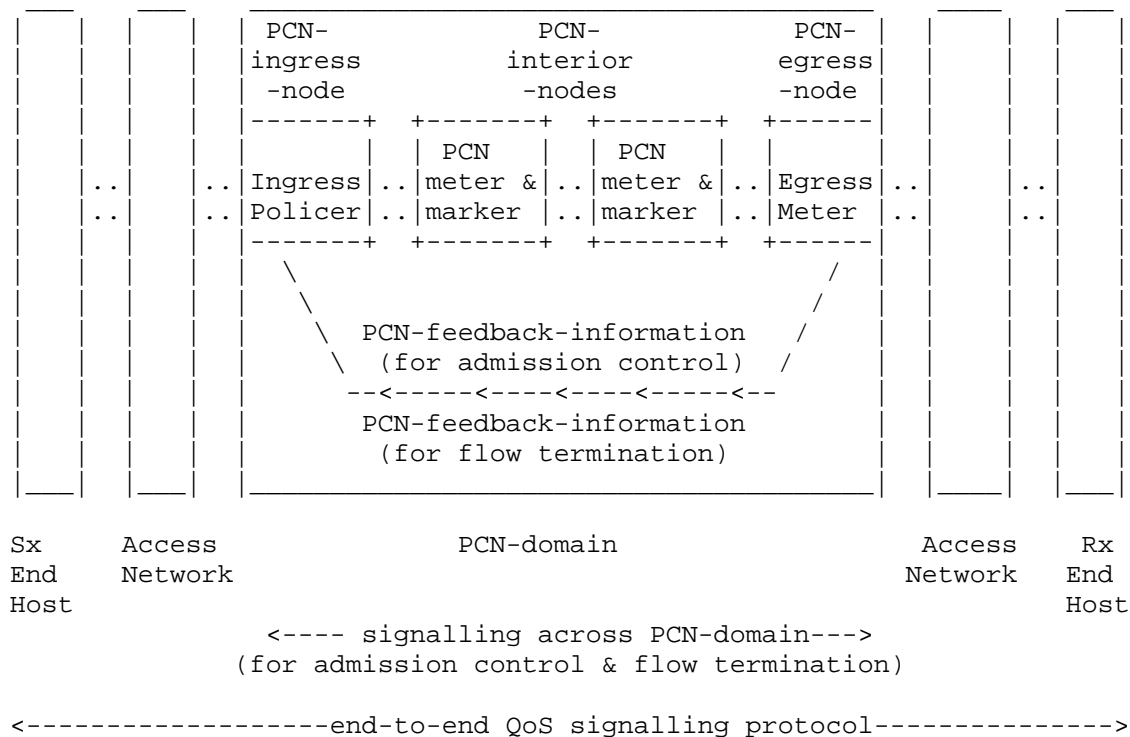 PCN- PCN- PCN-
ingress interior egress
-node -nodes -node
PCN PCN
Ingress meter & meter & Egress
Policer marker marker Meter
PCN-feedback-information
(for admission control)
--<-----<----<----<-----<--
PCN-feedback-information
(for flow termination)
Sx Access PCN-domain Access Rx
End Network Network End
Host Host
<---- signalling across PCN-domain--->
(for admission control & flow termination)
<-------------------end-to-end QoS signalling protocol--------------->